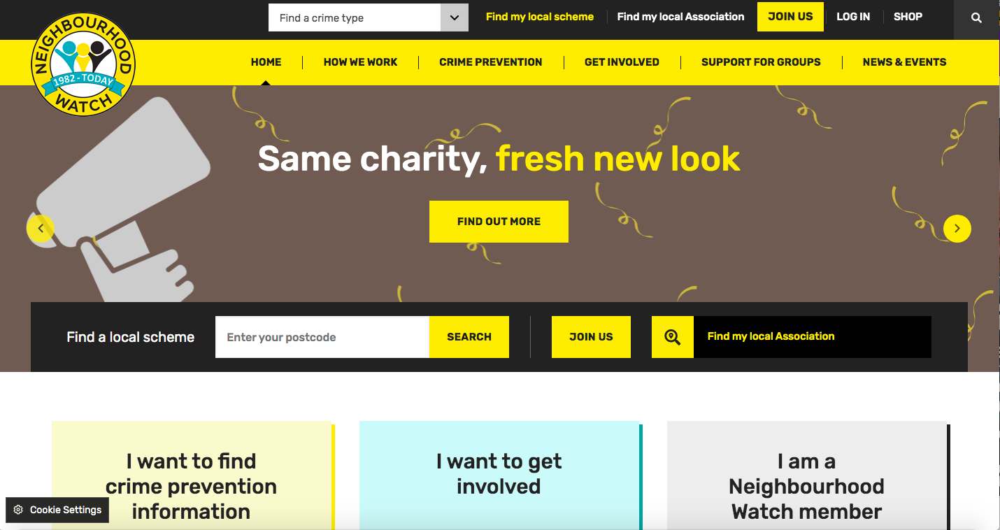 Find a crime type
Find my local scheme
Find my local Association
JOIN US
LOG IN
SHOP
NEIGHBOURHOOD
1982 - TODAY
WATCH
HOME
HOW WE WORK
CRIME PREVENTION
GET INVOLVED
SUPPORT FOR GROUPS
NEWS & EVENTS
Same charity, fresh new look
FIND OUT MORE
Find a local scheme
Enter your postcode
SEARCH
JOIN US
Find my local Association
I want to find
crime prevention
information
I want to get
involved
I am a
Neighbourhood
Watch member
Cookie Settings